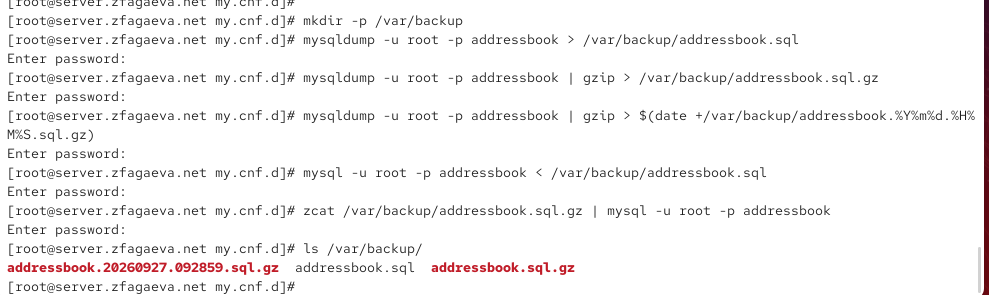 [root@server.zfagaeva.net my.cnf.d]#
[root@server.zfagaeva.net my.cnf.d]# mkdir -p /var/backup
[root@server.zfagaeva.net my.cnf.d]# mysqldump -u root -p addressbook > /var/backup/addressbook.sql
Enter password:
[root@server.zfagaeva.net my.cnf.d]# mysqldump -u root -p addressbook | gzip > /var/backup/addressbook.sql.gz
Enter password:
[root@server.zfagaeva.net my.cnf.d]# mysqldump -u root -p addressbook | gzip > $(date +/var/backup/addressbook.%Y%m%d.%H%
M%S.sql.gz)
Enter password:
[root@server.zfagaeva.net my.cnf.d]# mysql -u root -p addressbook < /var/backup/addressbook.sql
Enter password:
[root@server.zfagaeva.net my.cnf.d]# zcat /var/backup/addressbook.sql.gz | mysql -u root -p addressbook
Enter password:
[root@server.zfagaeva.net my.cnf.d]# ls /var/backup/
addressbook.20260927.092859.sql.gz  addressbook.sql  addressbook.sql.gz
[root@server.zfagaeva.net my.cnf.d]#